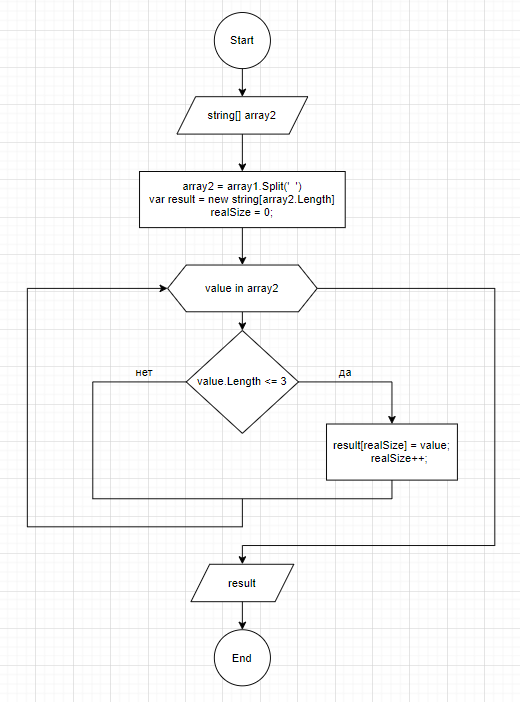 Start
string[] array2
array2 = array1.Split(' ')
var result = new string[array2.Length]
realSize = 0;
value in array2
нет
value.Length <= 3
да
result[realSize] = value;
realSize++;
result
End